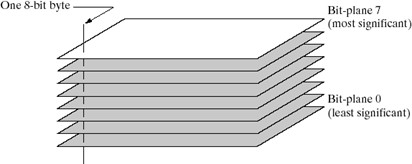 One 8-bit byte
Bit-plane 7
(most significant)
Bit-plane 0
(least significant)